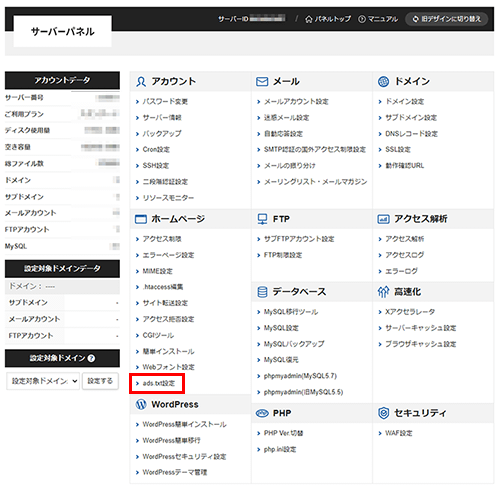 サーバーパネル
サーバーID
/
パネルトップ
マニュアル
旧デザインに切り替え
アカウントデータ
サーバー番号
ご利用プラン
ディスク使用量
空き容量
総ファイル数
ドメイン
サブドメイン
メールアカウント
FTPアカウント
MySQL
設定対象ドメインデータ
ドメイン： ----
サブドメイン -
メールアカウント -
FTPアカウント -
設定対象ドメイン
設定対象ドメイン 設定する
アカウント
パスワード変更
サーバー情報
バックアップ
Cron設定
SSH設定
二段階認証設定
リソースモニター
メール
メールアカウント設定
迷惑メール設定
自動応答設定
SMTP認証の国外アクセス制限設定
メールの振り分け
メーリングリスト・メールマガジン
ドメイン
ドメイン設定
サブドメイン設定
DNSレコード設定
SSL設定
動作確認URL
ホームページ
アクセス制限
エラーページ設定
MIME設定
.htaccess編集
サイト転送設定
アクセス拒否設定
CGIツール
簡単インストール
Webフォント設定
ads.txt設定
FTP
サブFTPアカウント設定
FTP制限設定
アクセス解析
アクセス解析
アクセスログ
エラーログ
データベース
MySQL移行ツール
MySQL設定
MySQLバックアップ
MySQL復元
phpmyadmin(MySQL5.7)
phpmyadmin(旧MySQL5.5)
高速化
Xアクセラレータ
サーバーキャッシュ設定
ブラウザキャッシュ設定
WordPress
WordPress簡単インストール
WordPress簡単移行
WordPressセキュリティ設定
WordPressテーマ管理
PHP
PHP Ver.切替
php.ini設定
セキュリティ
WAF設定